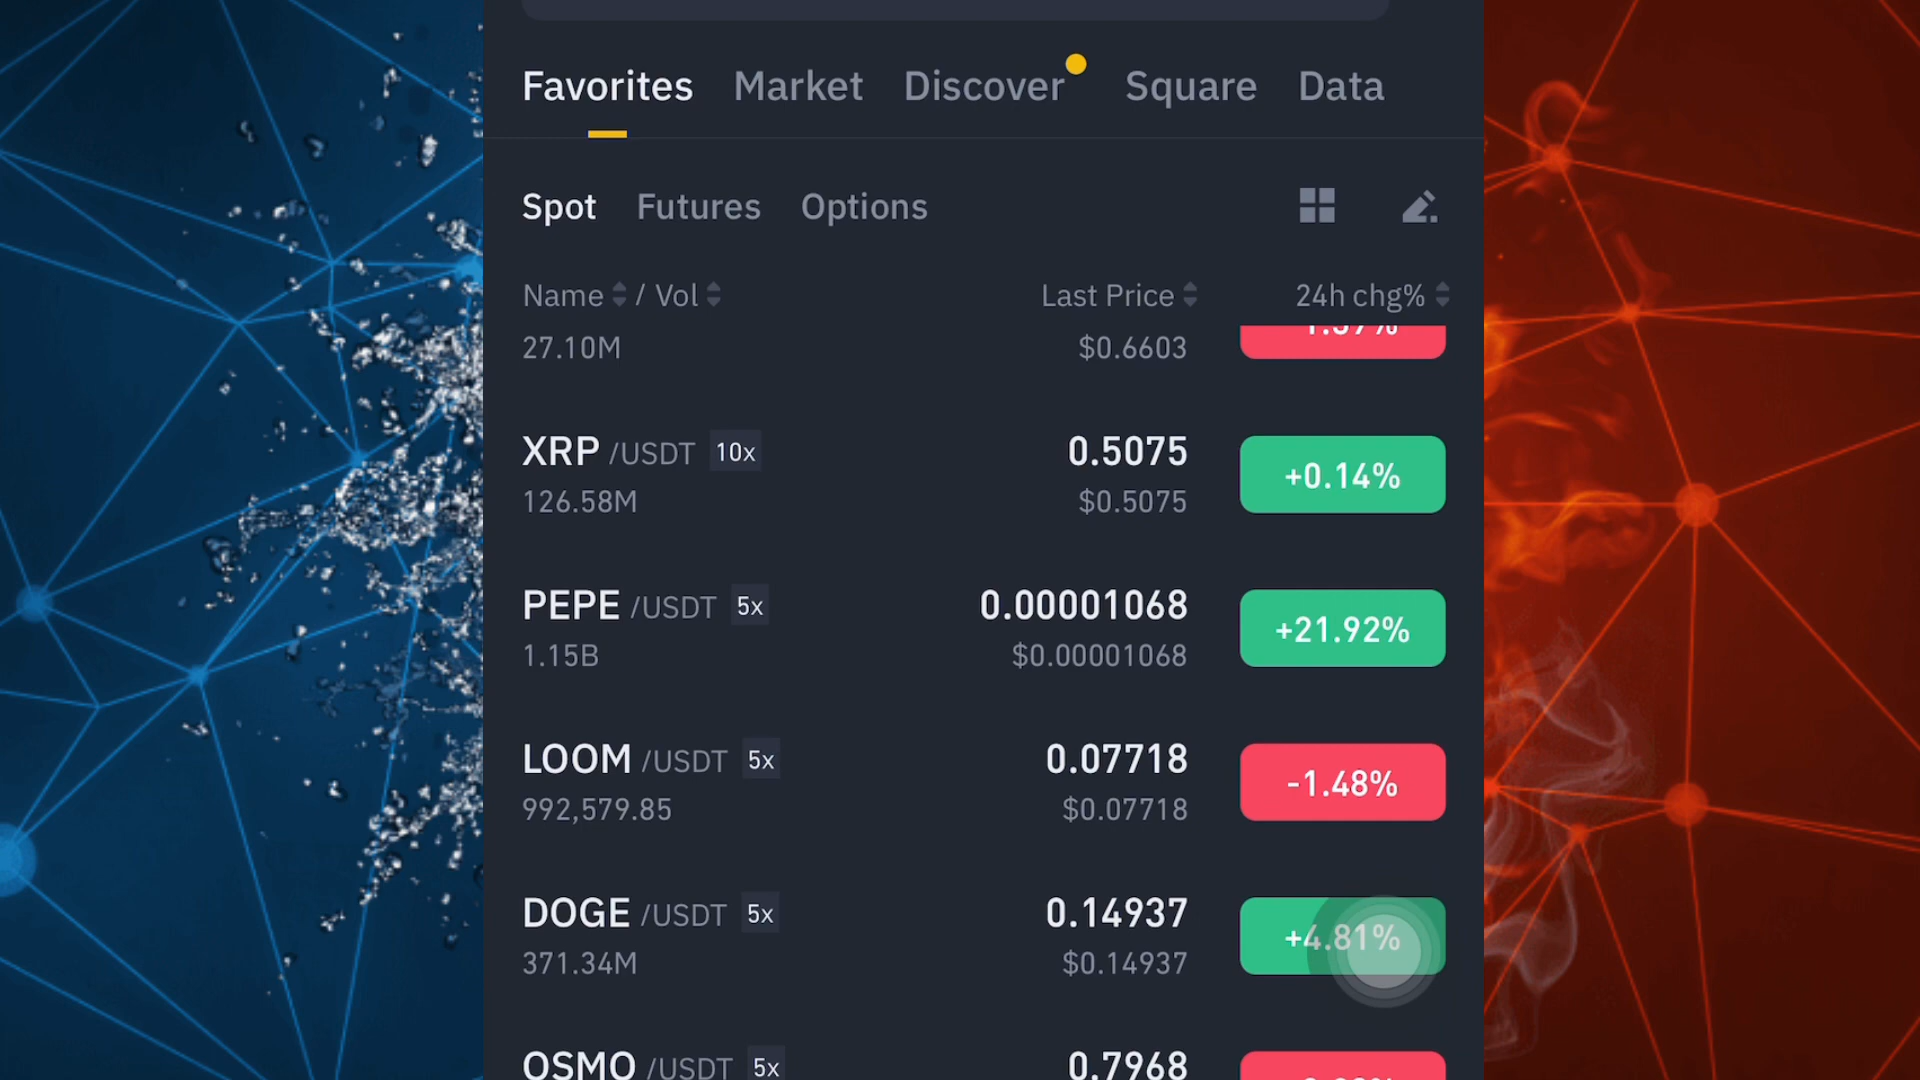 Favorites Market Discover Square Data
Spot Futures Options
Name / Vol Last Price 24h chg%
27.10M $0.6603
XRP /USDT 10x 0.5075 +0.14%
126.58M $0.5075
PEPE /USDT 5x 0.00001068 +21.92%
1.15B $0.00001068
LOOM /USDT 5x 0.07718 -1.48%
992,579.85 $0.07718
DOGE /USDT 5x 0.14937 +4.81%
371.34M $0.14937
OSMO /USDT 5x 0.7968